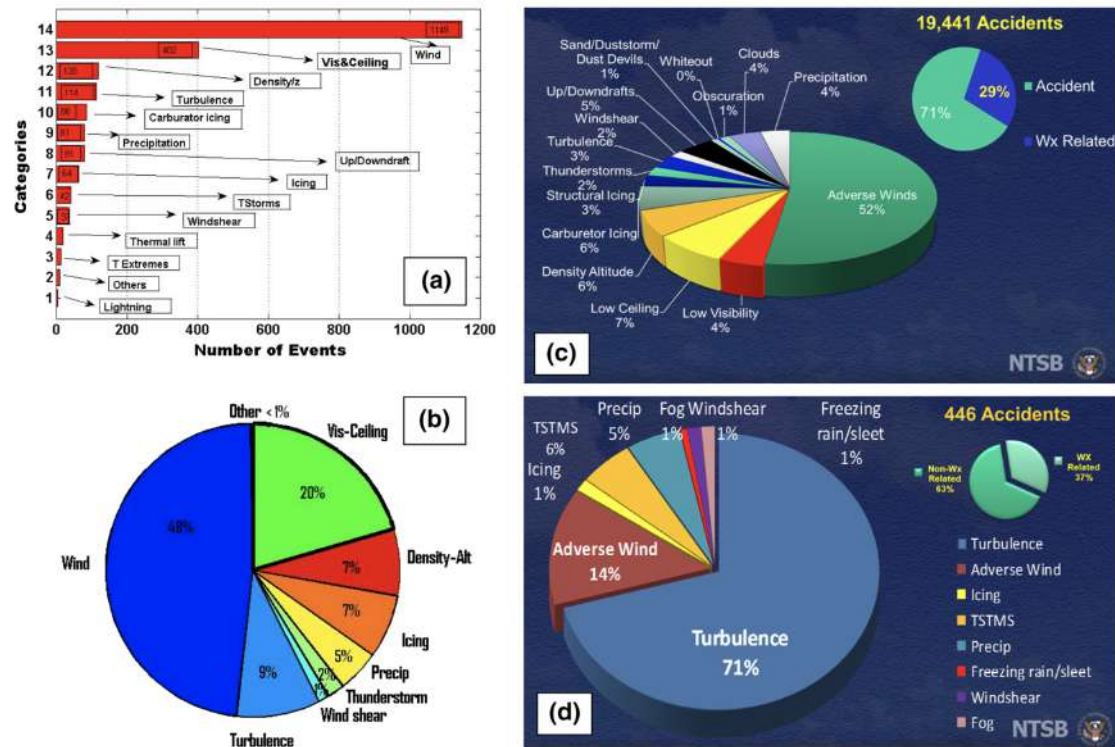 (a)
Categories
14
13
12
11
10
9
8
7
6
5
4
3
2
1
1149
402
114
64
42
Wind
Vis&Ceiling
Density/z
Turbulence
Carburator icing
Precipitation
Up/Downdraft
Icing
TStorms
Windshear
Thermal lift
T Extremes
Others
Lightning
0 200 400 600 800 1000 1200
Number of Events
(b)
Other <1%
Vis-Ceiling
20%
Density-Alt
7%
Icing
7%
Precip
5%
Thunderstorm
2%
Wind shear
1%
Turbulence
9%
Wind
48%
(c)
19,441 Accidents
71%
29%
Accident
Wx Related
Sand/Duststorm/
Dust Devils
1%
Whiteout
0%
Clouds
4%
Precipitation
4%
Up/Downdrafts
5%
Obscuration
1%
Windshear
2%
Turbulence
3%
Thunderstorms
2%
Structural Icing
3%
Carburetor Icing
6%
Density Altitude
6%
Low Ceiling
7%
Low Visibility
4%
Adverse Winds
52%
NTSB
(d)
446 Accidents
Non-Wx
Related
63%
WX
Related
37%
TSTMS
6%
Precip
5%
Fog
1%
Windshear
1%
Freezing
rain/sleet
1%
Icing
1%
Adverse Wind
14%
Turbulence
71%
Turbulence
Adverse Wind
Icing
TSTMS
Precip
Freezing rain/sleet
Windshear
Fog
NTSB